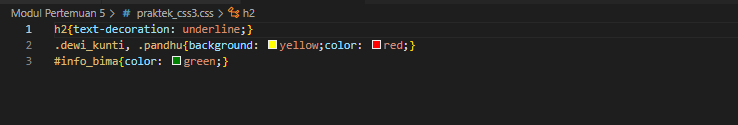 Modul Pertemuan 5 > # praktek_css3.css > h2
1 h2{text-decoration: underline;}
2 .dewi_kunti, .pandhu{background: yellow;color: red;}
3 #info_bima{color: green;}